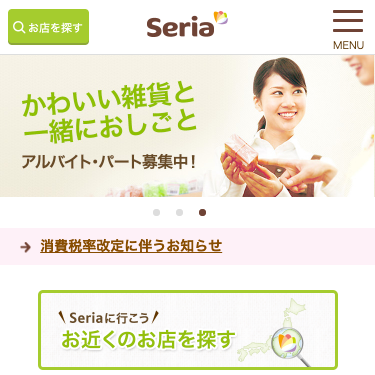 お店を探す
Seria
MENU
かわいい雑貨と
一緒におしごと
アルバイト・パート募集中!
消費税率改定に伴うお知らせ
Seriaに行こう
お近くのお店を探す